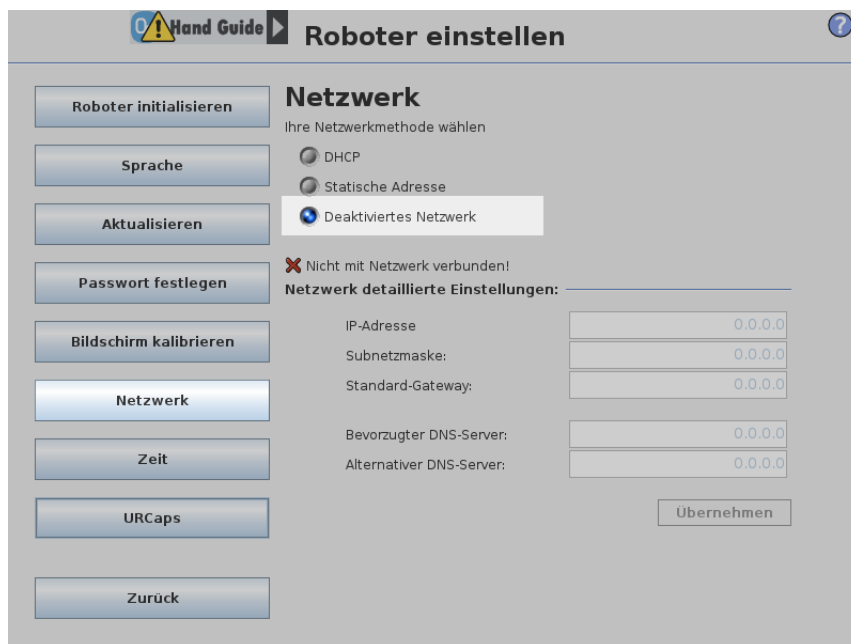 Hand Guide
Roboter einstellen
?
Roboter initialisieren
Sprache
Aktualisieren
Passwort festlegen
Bildschirm kalibrieren
Netzwerk
Zeit
URCaps
Zurück
Netzwerk
Ihre Netzwerkmethode wählen
DHCP
Statische Adresse
Deaktiviertes Netzwerk
Nicht mit Netzwerk verbunden!
Netzwerk detaillierte Einstellungen:
IP-Adresse 0.0.0.0
Subnetzmaske: 0.0.0.0
Standard-Gateway: 0.0.0.0
Bevorzugter DNS-Server: 0.0.0.0
Alternativer DNS-Server: 0.0.0.0
Übernehmen